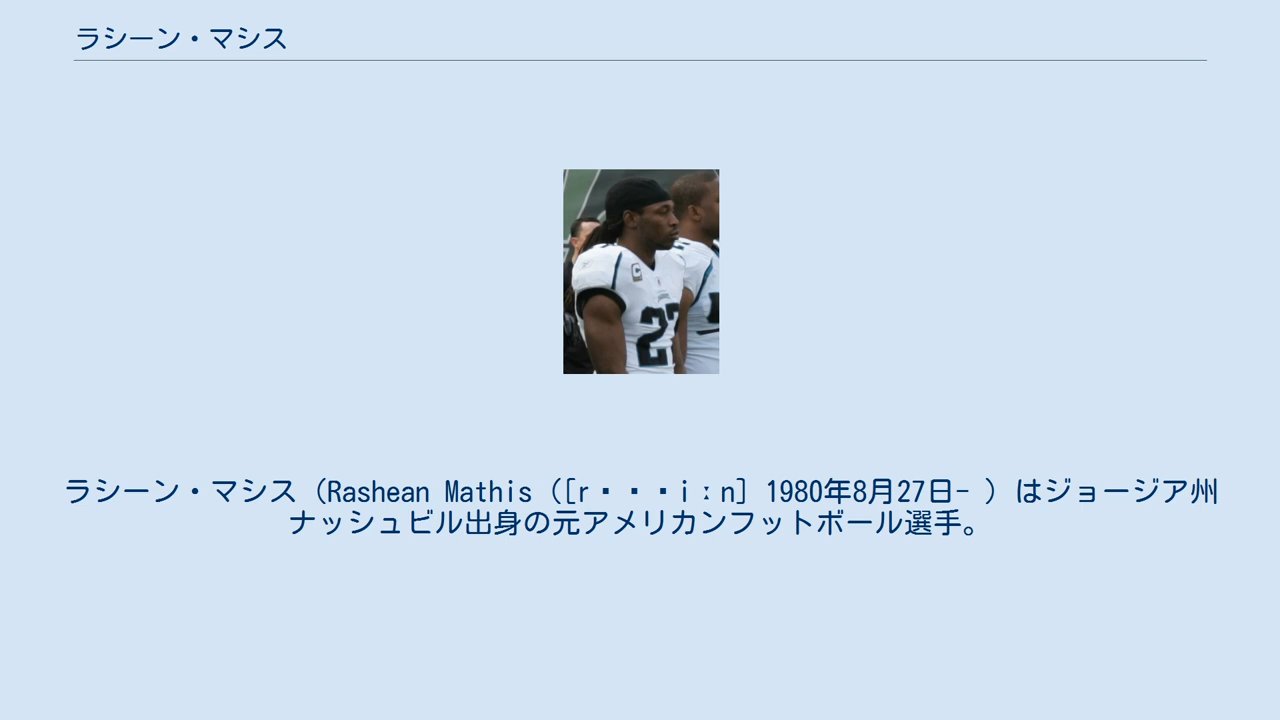 ラシーン・マシス
27
ラシーン・マシス（Rashean Mathis（[r・・・iːn] 1980年8月27日- ）はジョージア州
ナッシュビル出身の元アメリカンフットボール選手。